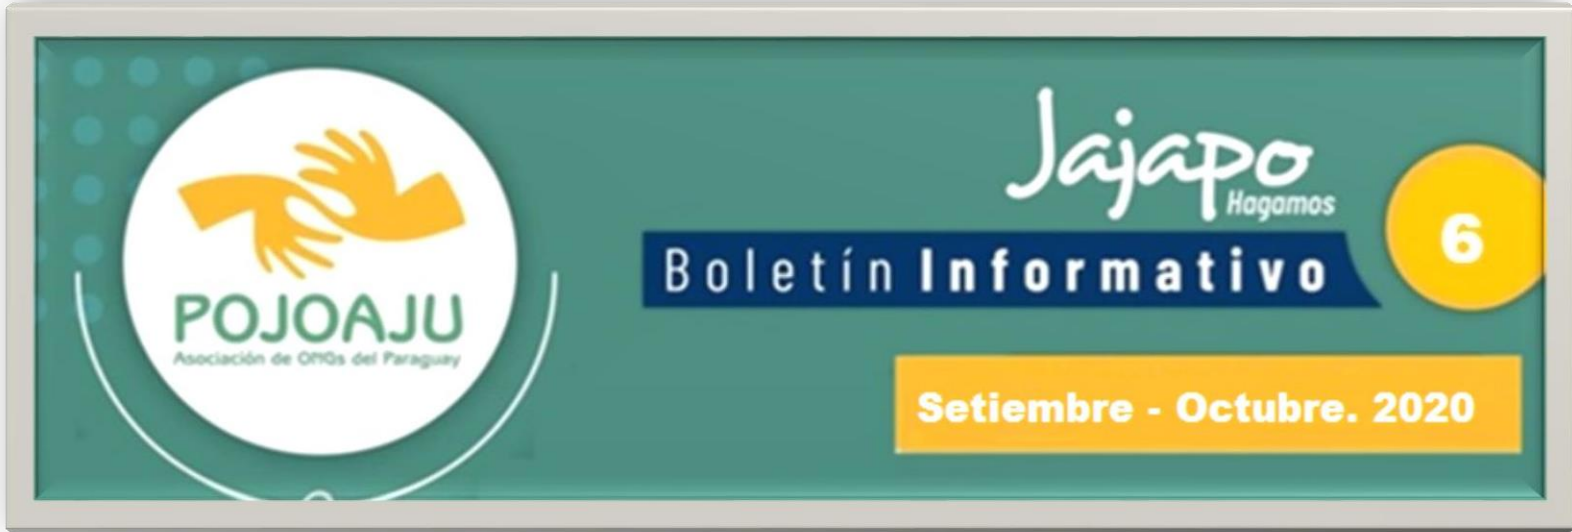 POJOAJU
Asociación de ONGs del Paraguay
Jajapo
Hagamos
Boletín Informativo
6
Setiembre - Octubre. 2020